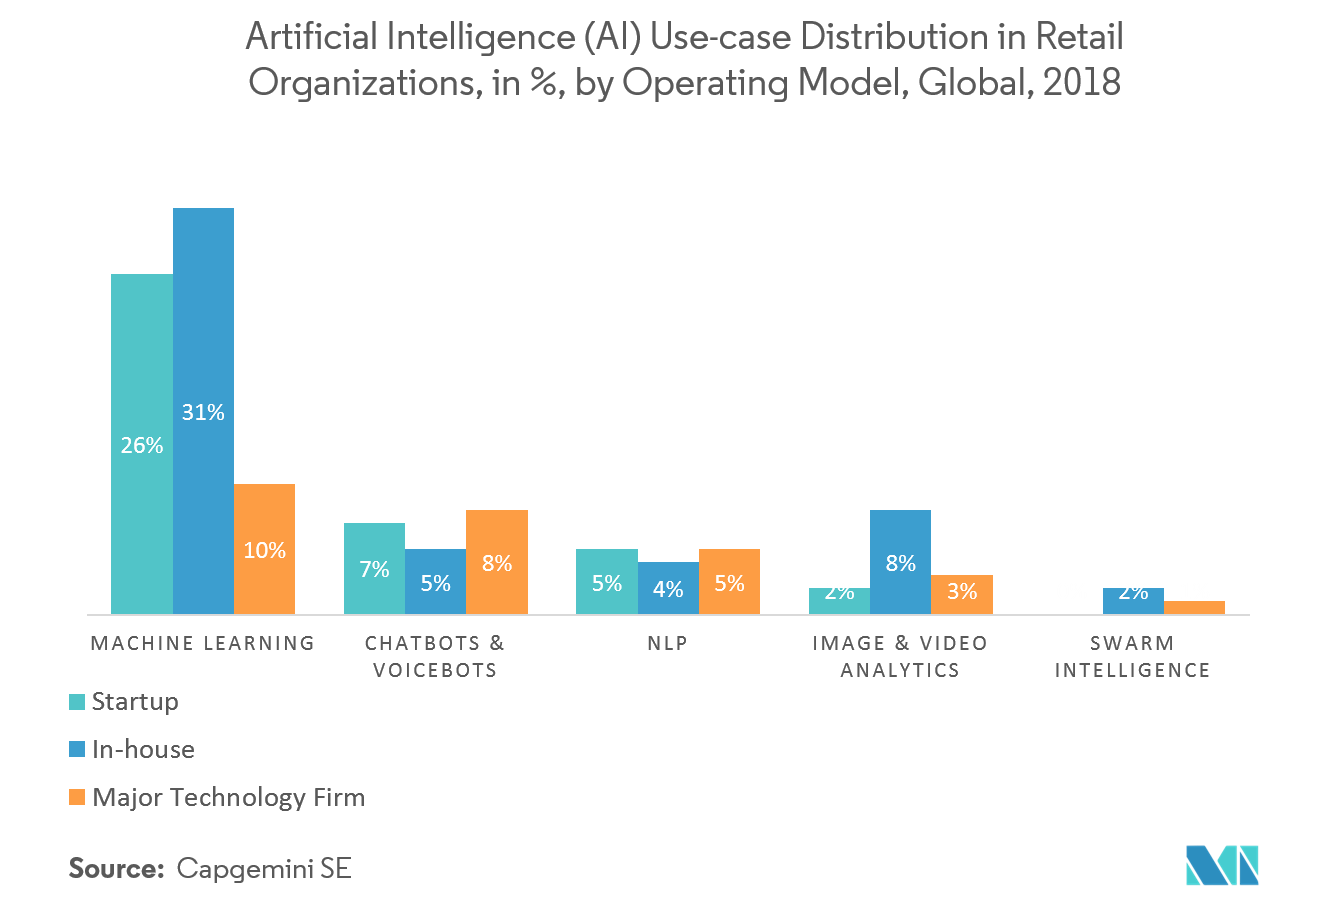 Artificial Intelligence (AI) Use-case Distribution in Retail
Organizations, in %, by Operating Model, Global, 2018
26%
31%
10%
7%
5%
8%
5%
4%
5%
2%
8%
3%
2%
MACHINE LEARNING
CHATBOTS &
VOICEBOTS
NLP
IMAGE & VIDEO
ANALYTICS
SWARM
INTELLIGENCE
Startup
In-house
Major Technology Firm
Source: Capgemini SE